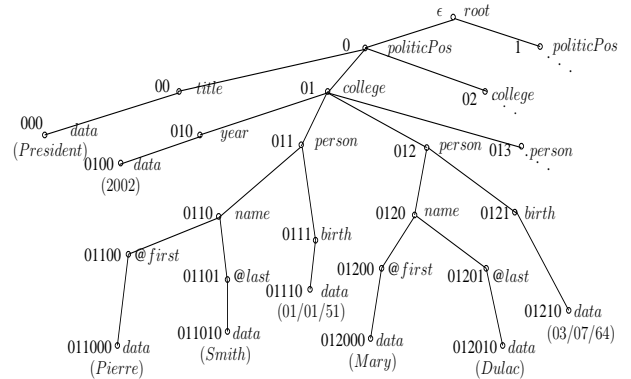 ϵ root
0 politicPos
1 politicPos
00 title
01 college
02 college
000 data
(President)
010 year
011 person
012 person
013 person
0100 data
(2002)
0110 name
0111 birth
0120 name
0121 birth
01100 @first
01101 @last
01110 data
(01/01/51)
01200 @first
01201 @last
01210 data
(03/07/64)
011000 data
(Pierre)
011010 data
(Smith)
012000 data
(Mary)
012010 data
(Dulac)